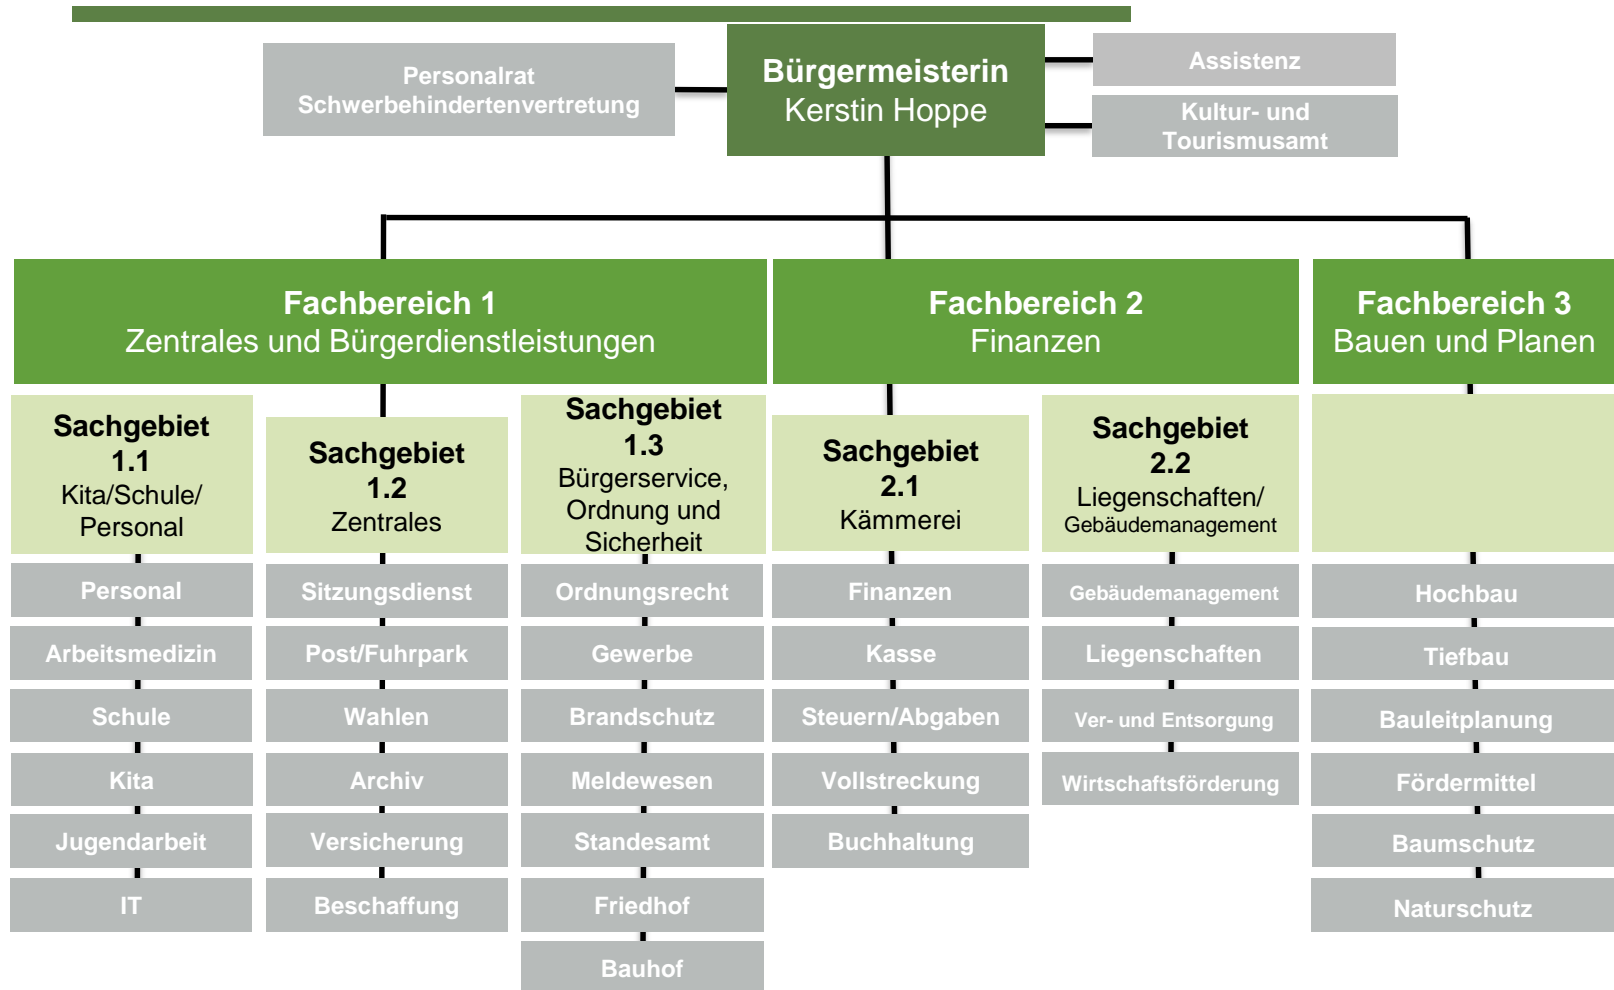 Personalrat
Schwerbehindertenvertretung
Bürgermeisterin
Kerstin Hoppe
Assistenz
Kultur- und
Tourismusamt
Fachbereich 1
Zentrales und Bürgerdienstleistungen
Fachbereich 2
Finanzen
Fachbereich 3
Bauen und Planen
Sachgebiet
1.1
Kita/Schule/
Personal
Personal
Arbeitsmedizin
Schule
Kita
Jugendarbeit
IT
Sachgebiet
1.2
Zentrales
Sitzungsdienst
Post/Fuhrpark
Wahlen
Archiv
Versicherung
Beschaffung
Sachgebiet
1.3
Bürgerservice,
Ordnung und
Sicherheit
Ordnungsrecht
Gewerbe
Brandschutz
Meldewesen
Standesamt
Friedhof
Bauhof
Sachgebiet
2.1
Kämmerei
Finanzen
Kasse
Steuern/Abgaben
Vollstreckung
Buchhaltung
Sachgebiet
2.2
Liegenschaften/
Gebäudemanagement
Gebäudemanagement
Liegenschaften
Ver- und Entsorgung
Wirtschaftsförderung
Hochbau
Tiefbau
Bauleitplanung
Fördermittel
Baumschutz
Naturschutz